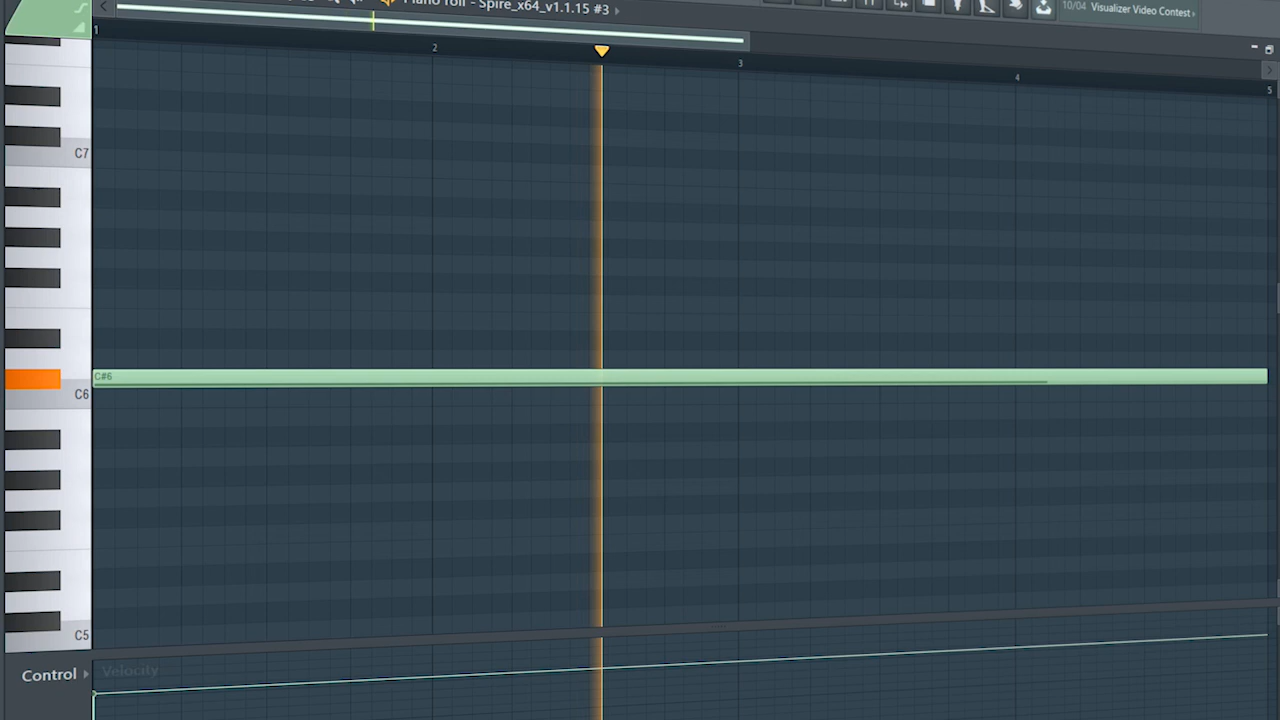 Piano roll - Spire_x64_v1.1.15 #3
10/04 Visualizer Video Contest
1
2
3
4
5
C7
C#6
C6
C5
Control
Velocity